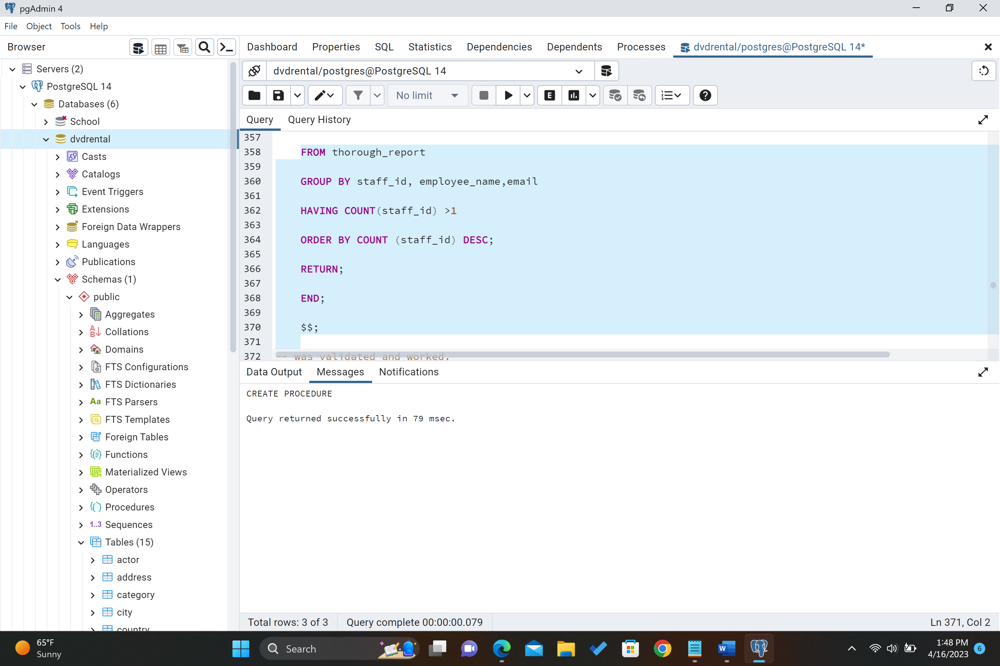 pgAdmin 4
File Object Tools Help
Browser
Dashboard Properties SQL Statistics Dependencies Dependents Processes dvdrental/postgres@PostgreSQL 14*
Servers (2)
PostgreSQL 14
Databases (6)
School
dvdrental
Casts
Catalogs
Event Triggers
Extensions
Foreign Data Wrappers
Languages
Publications
Schemas (1)
public
Aggregates
Collations
Domains
FTS Configurations
FTS Dictionaries
Aa FTS Parsers
FTS Templates
Foreign Tables
Functions
Materialized Views
Operators
Procedures
1..3 Sequences
Tables (15)
actor
address
category
city
country
dvdrental/postgres@PostgreSQL 14
No limit
E
Query Query History
357
358 FROM thorough_report
359
360 GROUP BY staff_id, employee_name,email
361
362 HAVING COUNT(staff_id) >1
363
364 ORDER BY COUNT (staff_id) DESC;
365
366 RETURN;
367
368 END;
369
370 $$;
371
372 -- was validated and worked.
Data Output Messages Notifications
CREATE PROCEDURE
Query returned successfully in 79 msec.
Total rows: 3 of 3 Query complete 00:00:00.079 Ln 371, Col 2
65°F
Sunny
Search
1:48 PM
4/16/2023
6